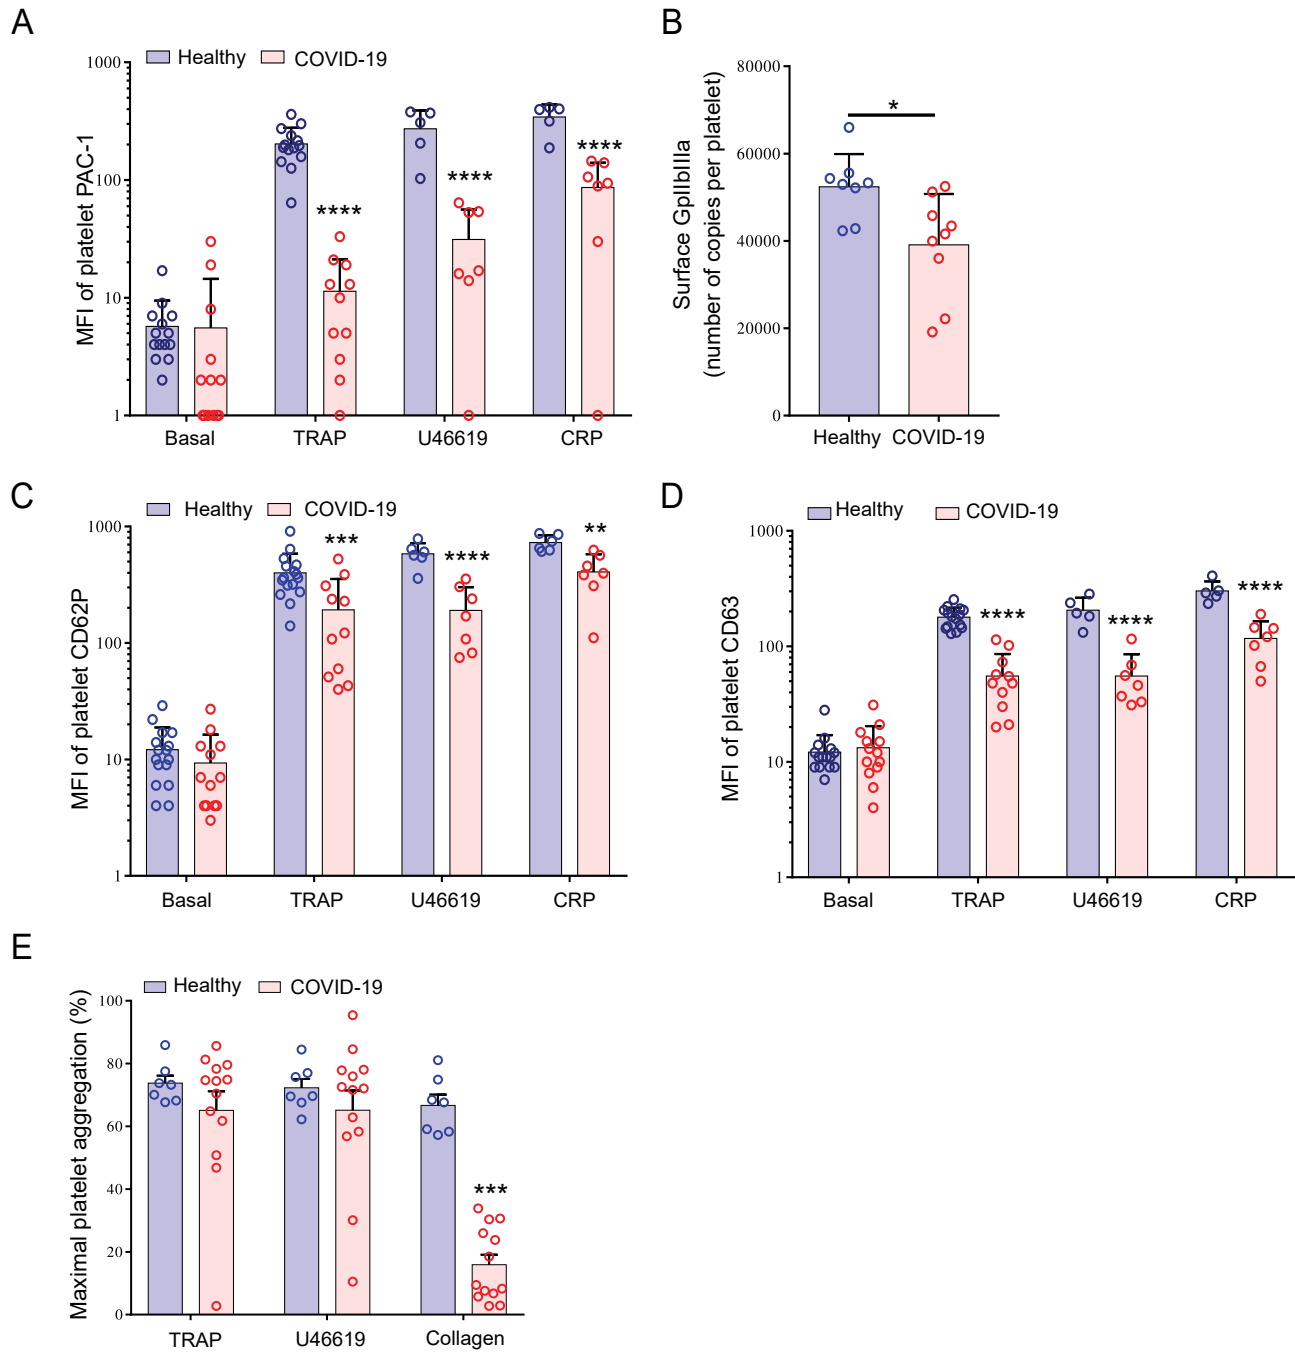 A
Healthy COVID-19
MFI of platelet PAC-1
1000
100
10
1
****
****
****
Basal TRAP U46619 CRP
B
Surface GpIIbIIIa
(number of copies per platelet)
80000
60000
40000
20000
0
*
Healthy COVID-19
C
Healthy COVID-19
MFI of platelet CD62P
1000
100
10
1
***
****
**
Basal TRAP U46619 CRP
D
Healthy COVID-19
MFI of platelet CD63
1000
100
10
1
****
****
****
Basal TRAP U46619 CRP
E
Healthy COVID-19
Maximal platelet aggregation (%)
100
80
60
40
20
0
***
TRAP U46619 Collagen